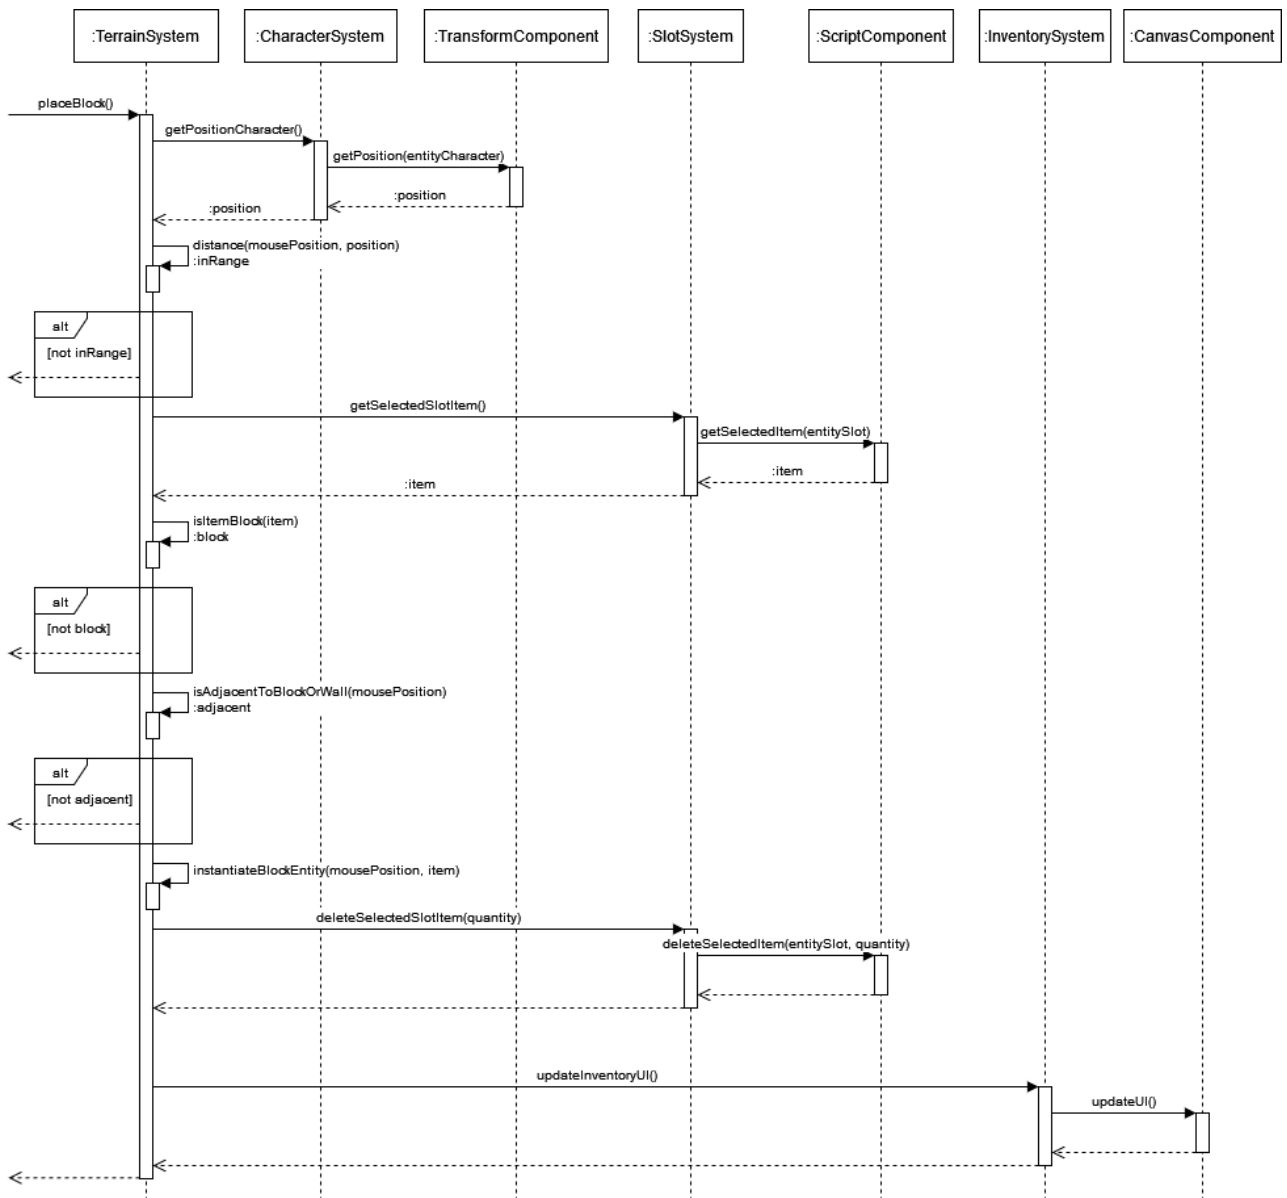 :TerrainSystem
:CharacterSystem
:TransformComponent
:SlotSystem
:ScriptComponent
:InventorySystem
:CanvasComponent
placeBlock()
getPositionCharacter()
getPosition(entityCharacter)
:position
:position
distance(mousePosition, position)
:inRange
alt
[not inRange]
getSelectedSlotItem()
getSelectedItem(entitySlot)
:item
:item
isItemBlock(item)
:block
alt
[not block]
isAdjacentToBlockOrWall(mousePosition)
:adjacent
alt
[not adjacent]
instantiateBlockEntity(mousePosition, item)
deleteSelectedSlotItem(quantity)
deleteSelectedItem(entitySlot, quantity)
updateInventoryUI()
updateUI()